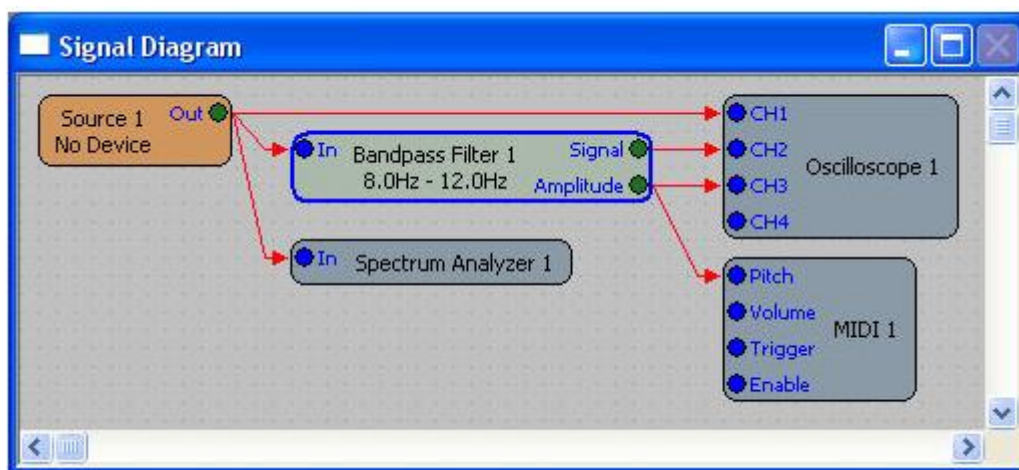 Signal Diagram
Source 1
Out
No Device
In
Bandpass Filter 1
8.0Hz - 12.0Hz
Signal
Amplitude
In
Spectrum Analyzer 1
CH1
CH2
CH3
CH4
Oscilloscope 1
Pitch
Volume
Trigger
Enable
MIDI 1